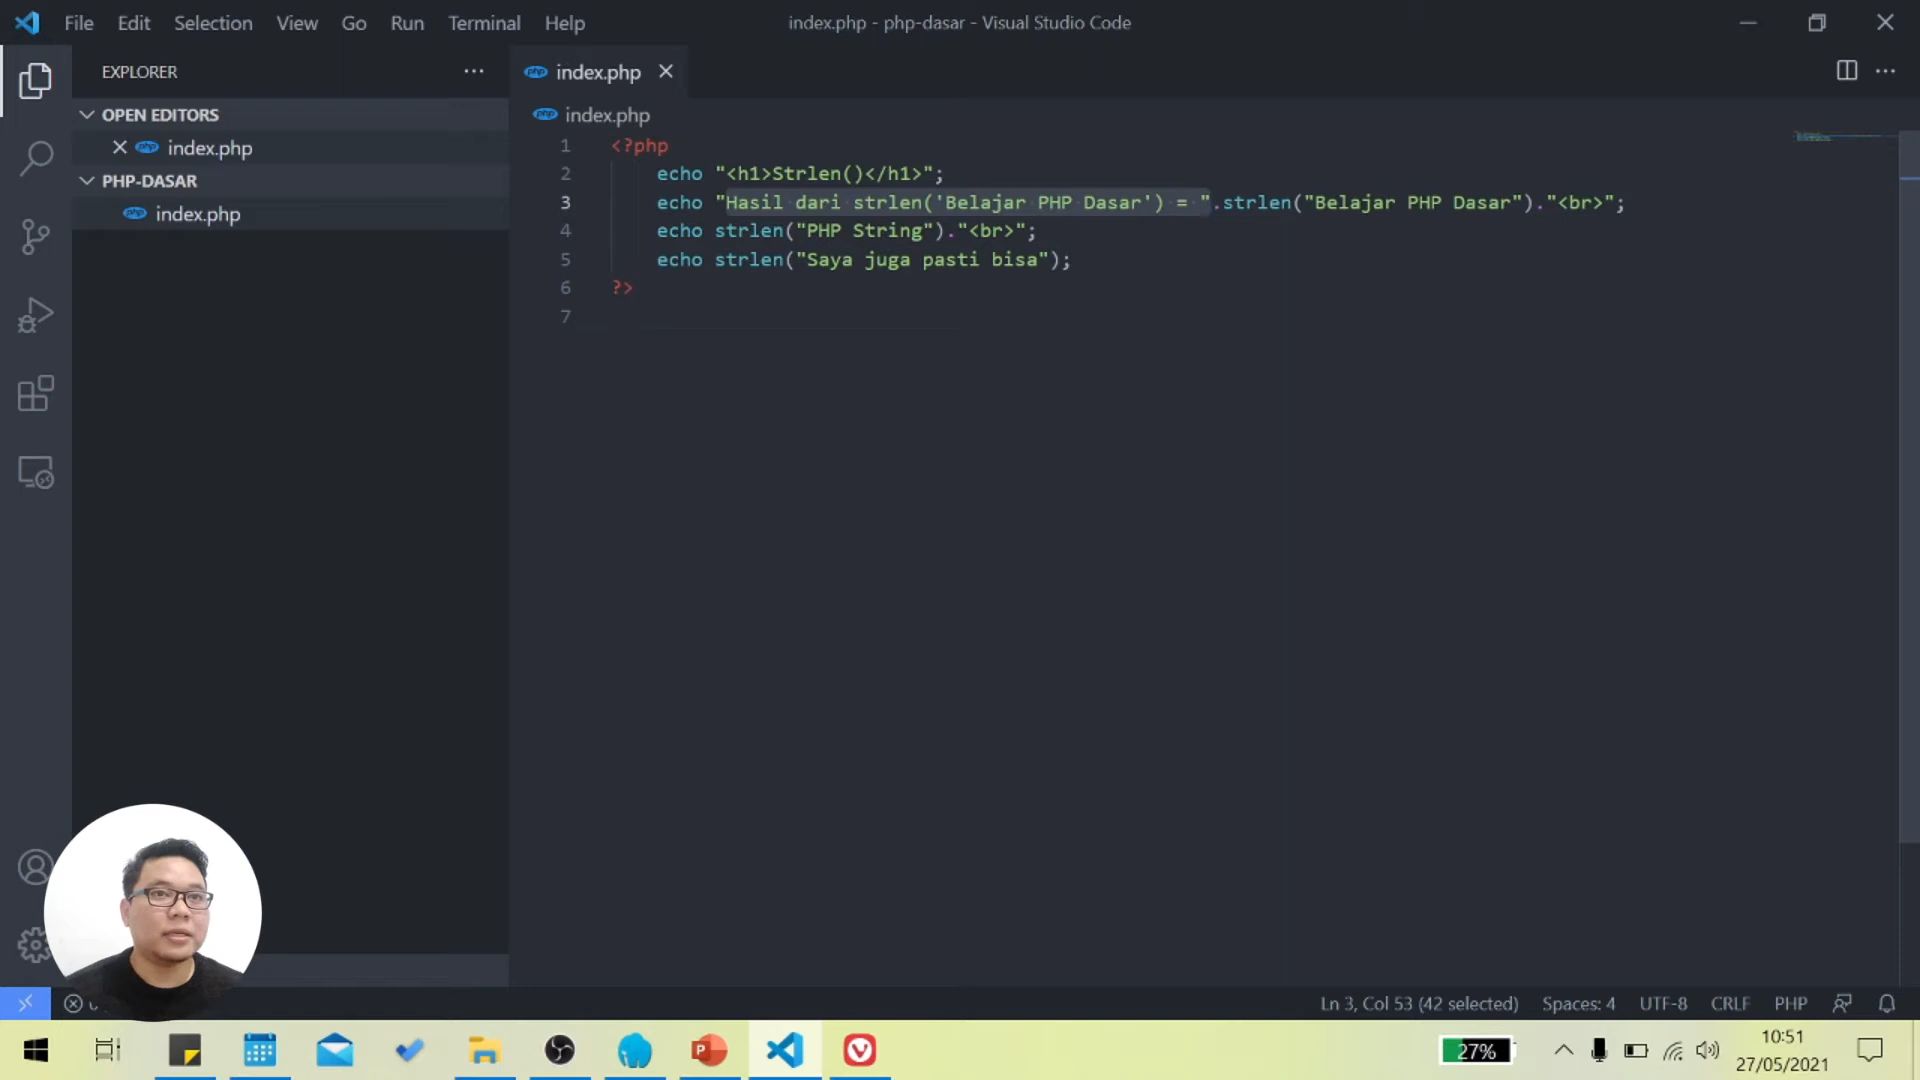 File Edit Selection View Go Run Terminal Help
index.php - php-dasar - Visual Studio Code
EXPLORER
OPEN EDITORS
index.php
PHP-DASAR
index.php
index.php
index.php
1 <?php
2 echo "<h1>Strlen()</h1>";
3 echo "Hasil dari strlen('Belajar PHP Dasar') = ".strlen("Belajar PHP Dasar")."<br>";
4 echo strlen("PHP String")."<br>";
5 echo strlen("Saya juga pasti bisa");
6 ?>
7
Ln 3, Col 53 (42 selected) Spaces: 4 UTF-8 CRLF PHP
27%
10:51
27/05/2021